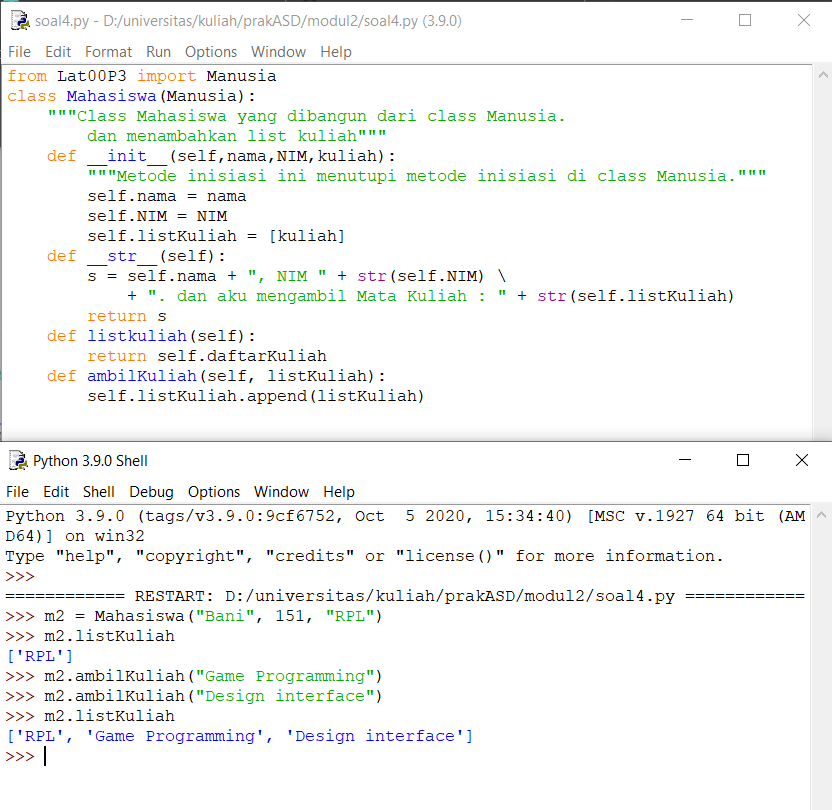 soal4.py - D:/universitas/kuliah/prakASD/modul2/soal4.py (3.9.0)
File Edit Format Run Options Window Help
from Lat00P3 import Manusia
class Mahasiswa(Manusia):
    """Class Mahasiswa yang dibangun dari class Manusia.
        dan menambahkan list kuliah"""
    def __init__(self,nama,NIM,kuliah):
        """Metode inisiasi ini menutupi metode inisiasi di class Manusia."""
        self.nama = nama
        self.NIM = NIM
        self.listKuliah = [kuliah]
    def __str__(self):
        s = self.nama + ", NIM " + str(self.NIM) \
            + ". dan aku mengambil Mata Kuliah : " + str(self.listKuliah)
        return s
    def listkuliah(self):
        return self.daftarKuliah
    def ambilKuliah(self, listKuliah):
        self.listKuliah.append(listKuliah)
Python 3.9.0 Shell
File Edit Shell Debug Options Window Help
Python 3.9.0 (tags/v3.9.0:9cf6752, Oct  5 2020, 15:34:40) [MSC v.1927 64 bit (AM
D64)] on win32
Type "help", "copyright", "credits" or "license()" for more information.
>>>
============ RESTART: D:/universitas/kuliah/prakASD/modul2/soal4.py ============
>>> m2 = Mahasiswa("Bani", 151, "RPL")
>>> m2.listKuliah
['RPL']
>>> m2.ambilKuliah("Game Programming")
>>> m2.ambilKuliah("Design interface")
>>> m2.listKuliah
['RPL', 'Game Programming', 'Design interface']
>>>